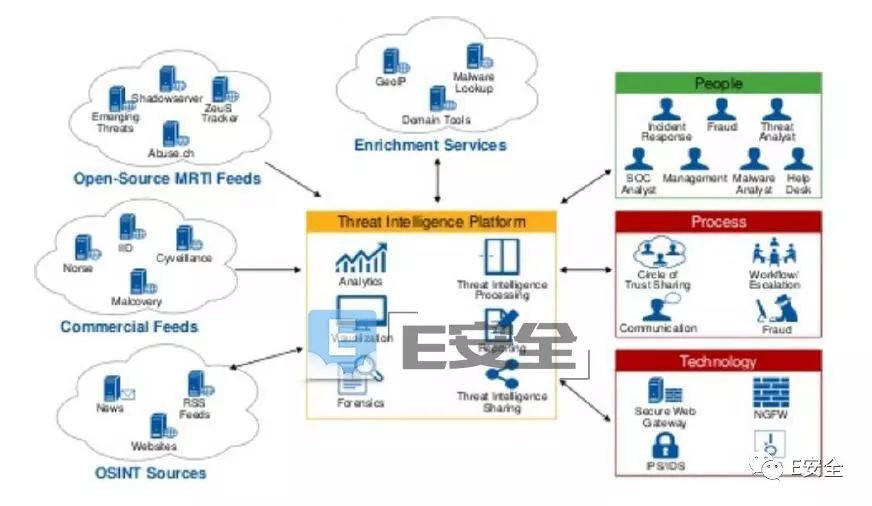 Shadowserver
ZeuS
Tracker
Emerging
Threats
Abuse.ch
Open-Source MRTI Feeds
GeoIP
Malware
Lookup
Domain Tools
Enrichment Services
People
Incident
Response
Fraud
Threat
Analyst
SOC
Analyst
Management
Malware
Analyst
Help
Desk
IID
Norse
Cyveillance
Malcovery
Commercial Feeds
Threat Intelligence Platform
Analytics
Threat Intelligence
Processing
Visualization
Reporting
E安全
Forensics
Threat Intelligence
Sharing
Process
Circle of
Trust Sharing
Workflow/
Escalation
Communication
Fraud
News
RSS
Feeds
Websites
OSINT Sources
Technology
Secure Web
Gateway
NGFW
IPS/IDS
E安全